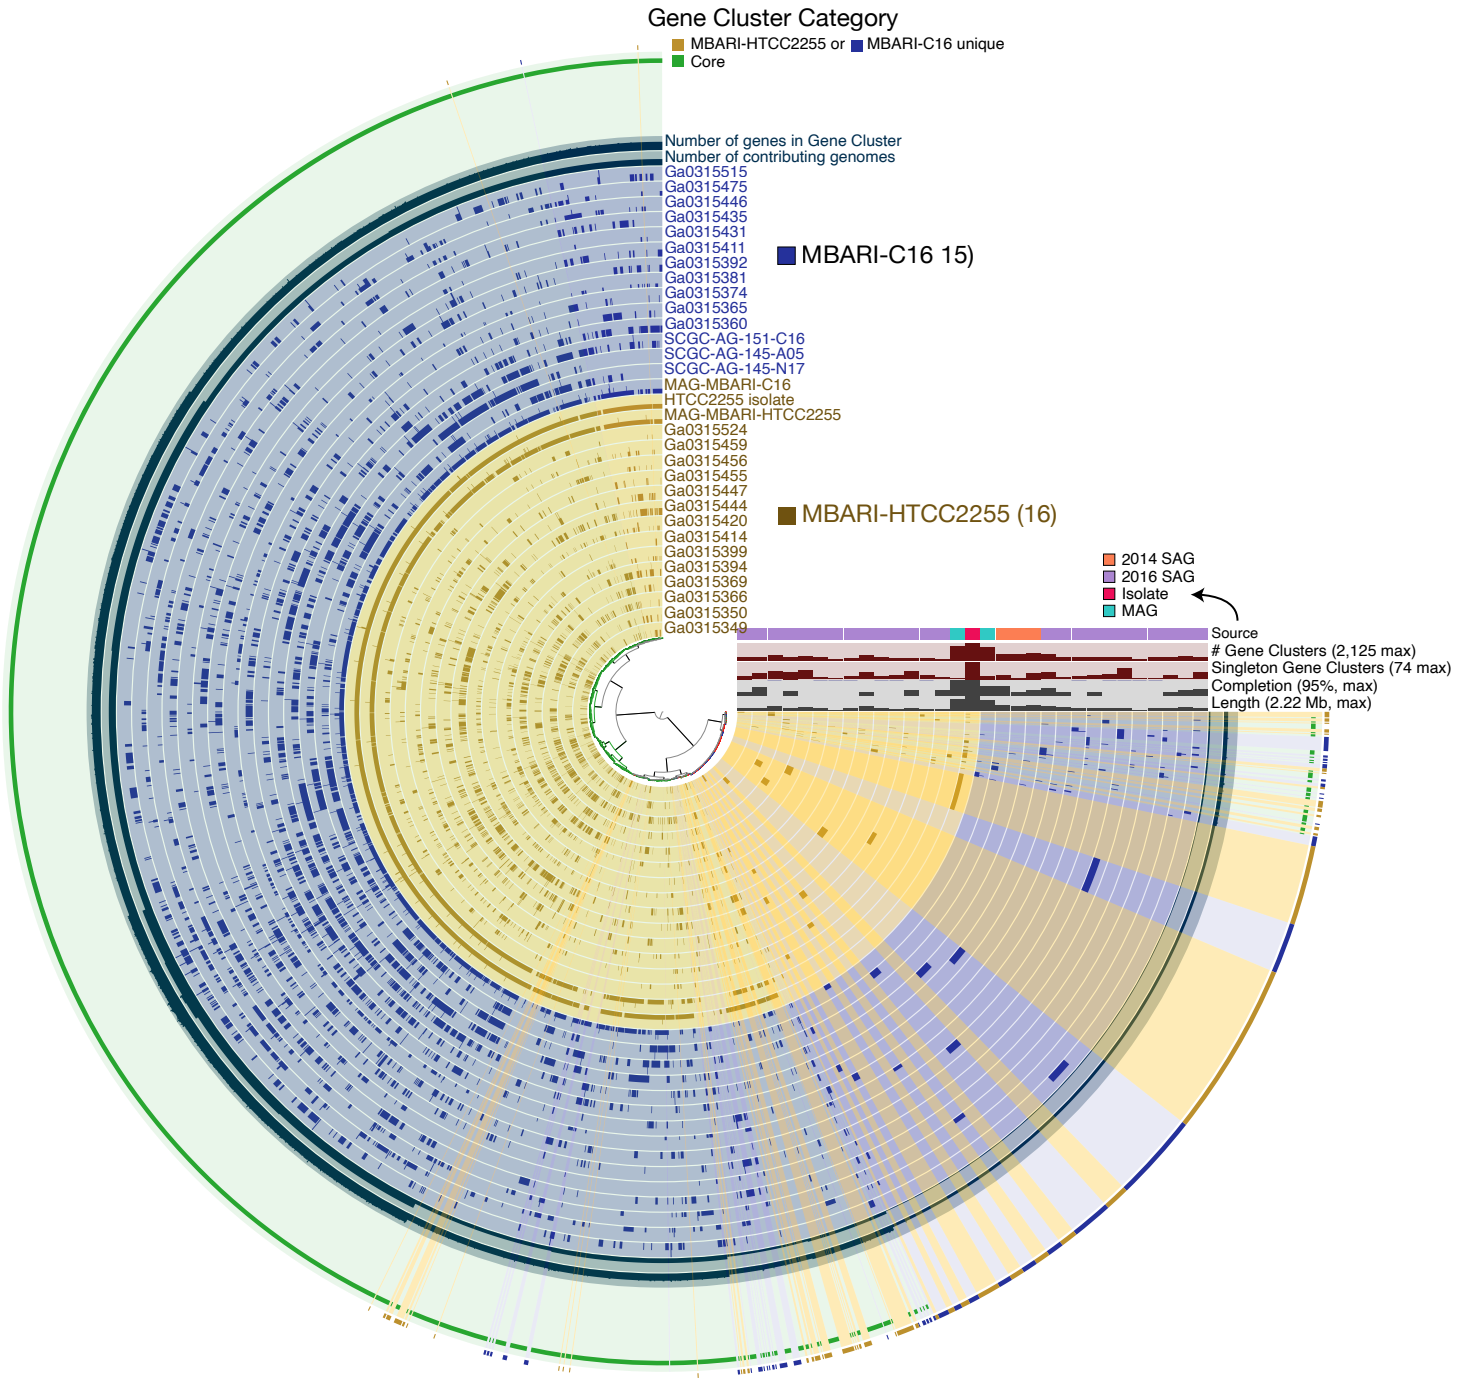 Gene Cluster Category
MBARI-HTCC2255 or MBARI-C16 unique
Core
Number of genes in Gene Cluster
Number of contributing genomes
Ga0315515
Ga0315475
Ga0315446
Ga0315435
Ga0315431
Ga0315411
MBARI-C16 15)
Ga0315392
Ga0315381
Ga0315374
Ga0315365
Ga0315360
SCGC-AG-151-C16
SCGC-AG-145-A05
SCGC-AG-145-N17
MAG-MBARI-C16
HTCC2255 isolate
MAG-MBARI-HTCC2255
Ga0315524
Ga0315459
Ga0315456
Ga0315455
Ga0315447
Ga0315444
MBARI-HTCC2255 (16)
Ga0315420
Ga0315414
Ga0315399
Ga0315394
Ga0315369
Ga0315366
Ga0315350
Ga0315349
2014 SAG
2016 SAG
Isolate
MAG
Source
# Gene Clusters (2,125 max)
Singleton Gene Clusters (74 max)
Completion (95%, max)
Length (2.22 Mb, max)